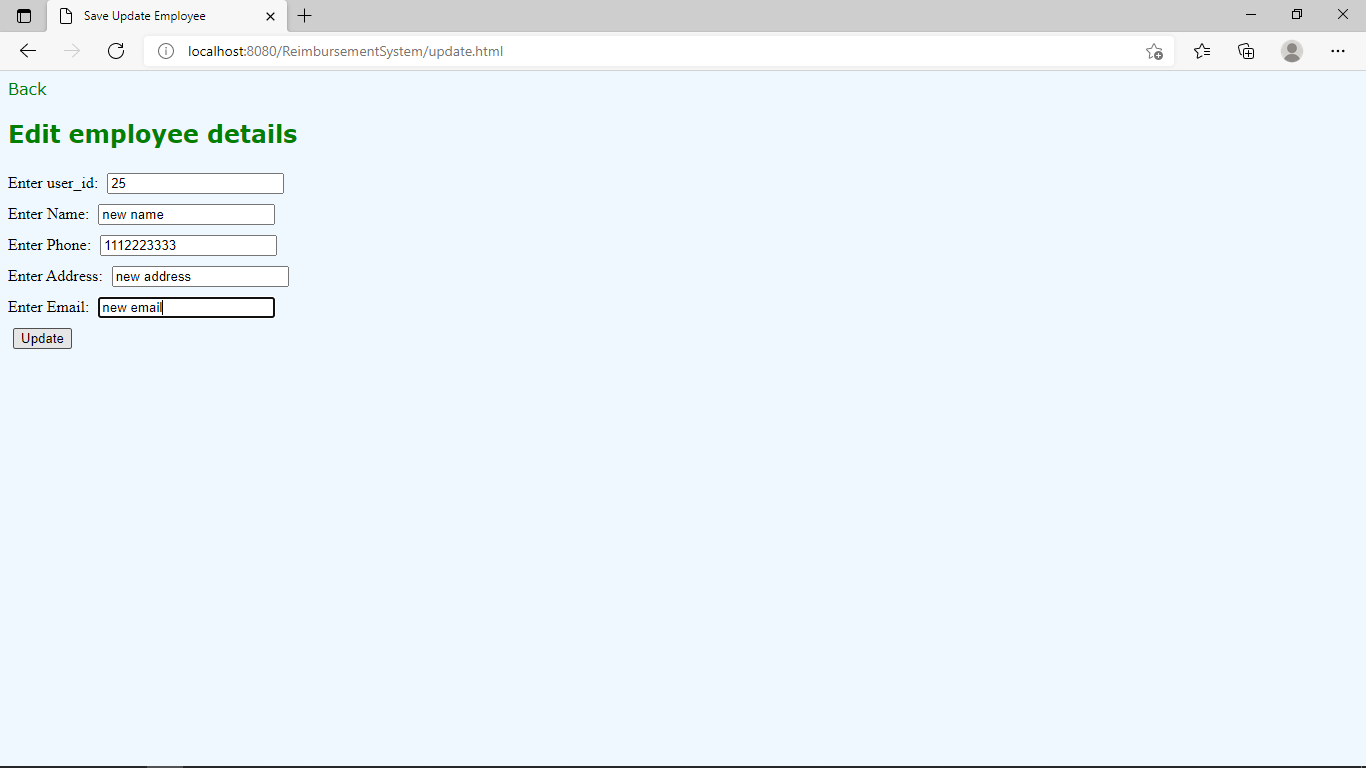 Save Update Employee
localhost:8080/ReimbursementSystem/update.html
Back
Edit employee details
Enter user_id: 25
Enter Name: new name
Enter Phone: 1112223333
Enter Address: new address
Enter Email: new email
Update